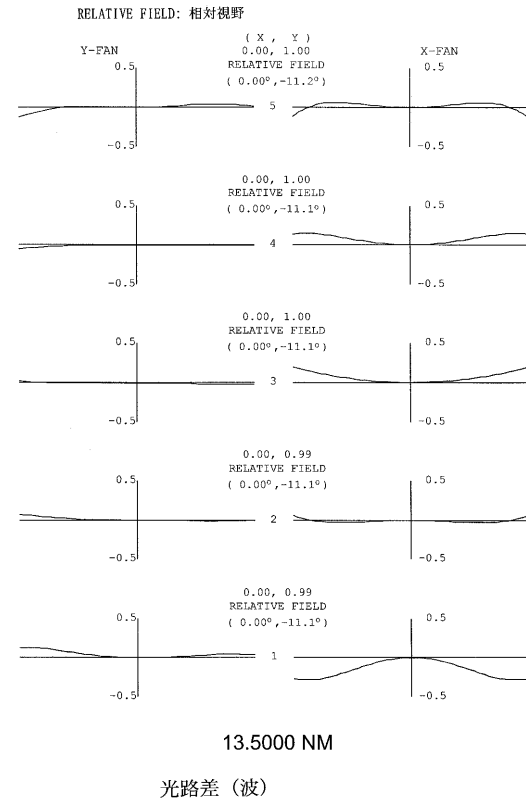 RELATIVE FIELD: 相対視野
( X , Y )
Y-FAN 0.00, 1.00 X-FAN
RELATIVE FIELD
0.5 ( 0.00°,-11.2°) 0.5
5
-0.5 -0.5
0.00, 1.00
RELATIVE FIELD
0.5 ( 0.00°,-11.1°) 0.5
4
-0.5 -0.5
0.00, 1.00
RELATIVE FIELD
0.5 ( 0.00°,-11.1°) 0.5
3
-0.5 -0.5
0.00, 0.99
RELATIVE FIELD
0.5 ( 0.00°,-11.1°) 0.5
2
-0.5 -0.5
0.00, 0.99
RELATIVE FIELD
0.5 ( 0.00°,-11.1°) 0.5
1
-0.5 -0.5
13.5000 NM
光路差（波）